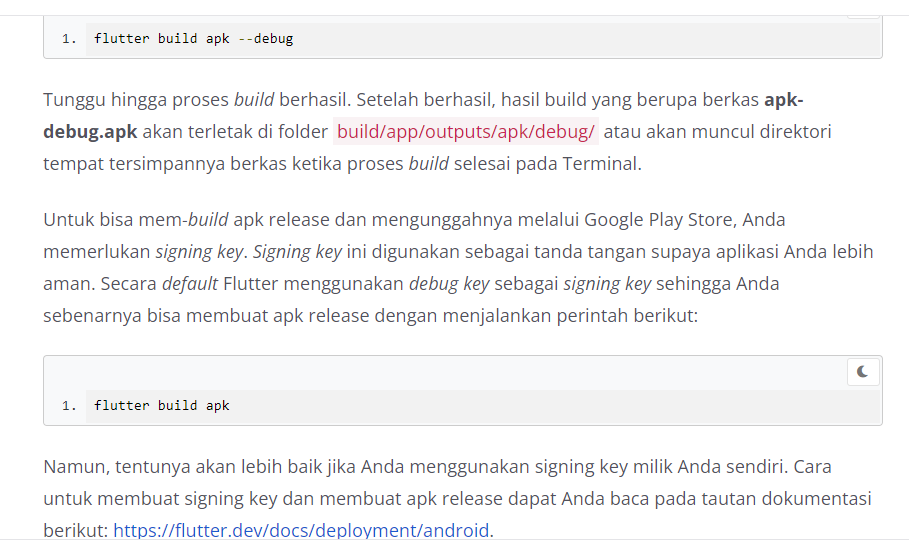 1. flutter build apk --debug
Tunggu hingga proses build berhasil. Setelah berhasil, hasil build yang berupa berkas apk-
debug.apk akan terletak di folder build/app/outputs/apk/debug/ atau akan muncul direktori
tempat tersimpannya berkas ketika proses build selesai pada Terminal.
Untuk bisa mem-build apk release dan mengunggahnya melalui Google Play Store, Anda
memerlukan signing key. Signing key ini digunakan sebagai tanda tangan supaya aplikasi Anda lebih
aman. Secara default Flutter menggunakan debug key sebagai signing key sehingga Anda
sebenarnya bisa membuat apk release dengan menjalankan perintah berikut:
1. flutter build apk
Namun, tentunya akan lebih baik jika Anda menggunakan signing key milik Anda sendiri. Cara
untuk membuat signing key dan membuat apk release dapat Anda baca pada tautan dokumentasi
berikut: https://flutter.dev/docs/deployment/android.